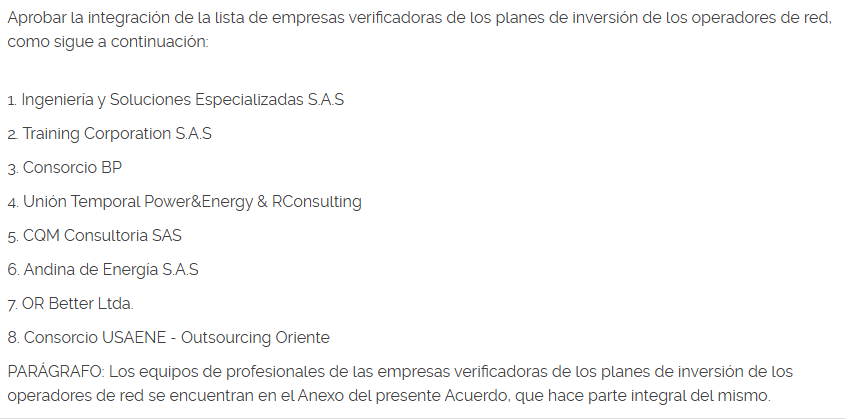 Aprobar la integración de la lista de empresas verificadoras de los planes de inversión de los operadores de red,
como sigue a continuación:
1. Ingeniería y Soluciones Especializadas S.A.S
2. Training Corporation S.A.S
3. Consorcio BP
4. Unión Temporal Power&Energy & RConsulting
5. CQM Consultoria SAS
6. Andina de Energía S.A.S
7. OR Better Ltda.
8. Consorcio USAENE - Outsourcing Oriente
PARÁGRAFO: Los equipos de profesionales de las empresas verificadoras de los planes de inversión de los
operadores de red se encuentran en el Anexo del presente Acuerdo, que hace parte integral del mismo.